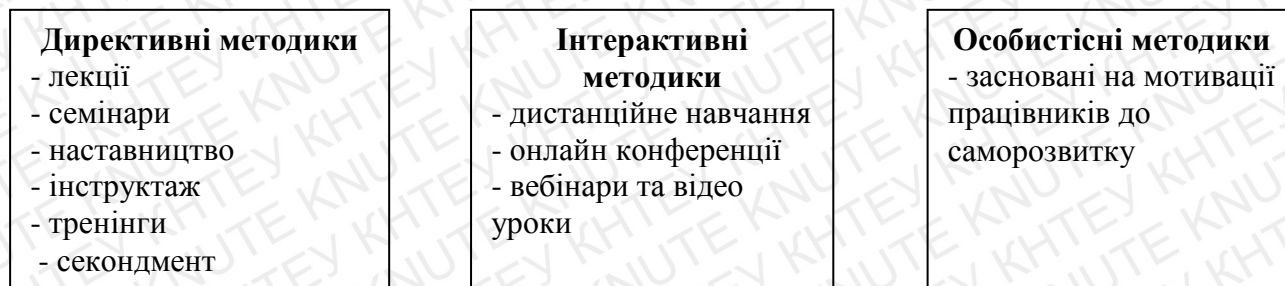 Директивні методики
- лекції
- семінари
- наставництво
- інструктаж
- тренінги
- секондмент
Інтерактивні
методики
- дистанційне навчання
- онлайн конференції
- вебінари та відео
уроки
Особистісні методики
- засновані на мотивації
працівників до
саморозвитку